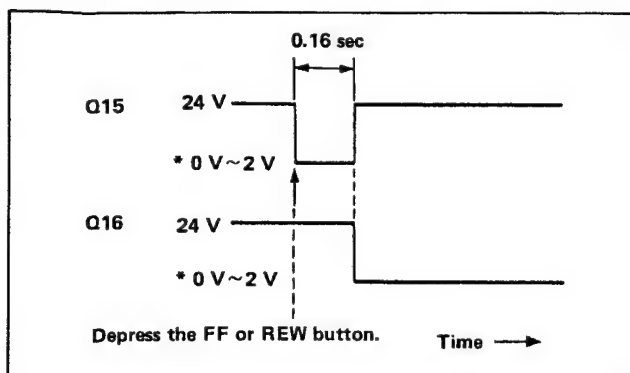 0.16 sec
Q15 24 V
* 0 V~2 V
Q16 24 V
* 0 V~2 V
Depress the FF or REW button. Time